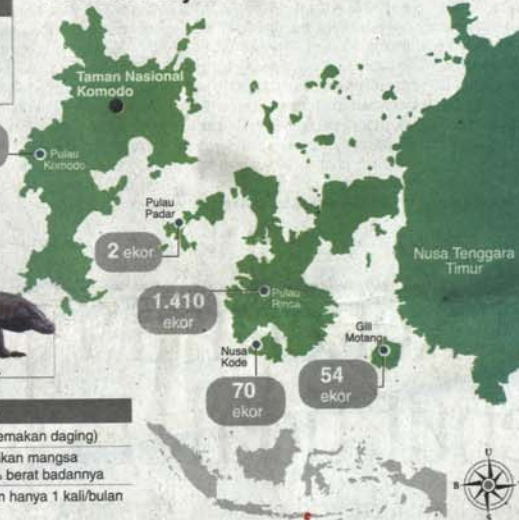 Taman Nasional
Komodo
Pulau
Komodo
Pulau
Padar
2 ekor
Nusa Tenggara
Timur
1.410
ekor
Pulau
Rinca
Gili
Motang
Nusa
Kode
70
ekor
54
ekor
emakan daging)
kan mangsa
berat badannya
n hanya 1 kali/bulan
U
B